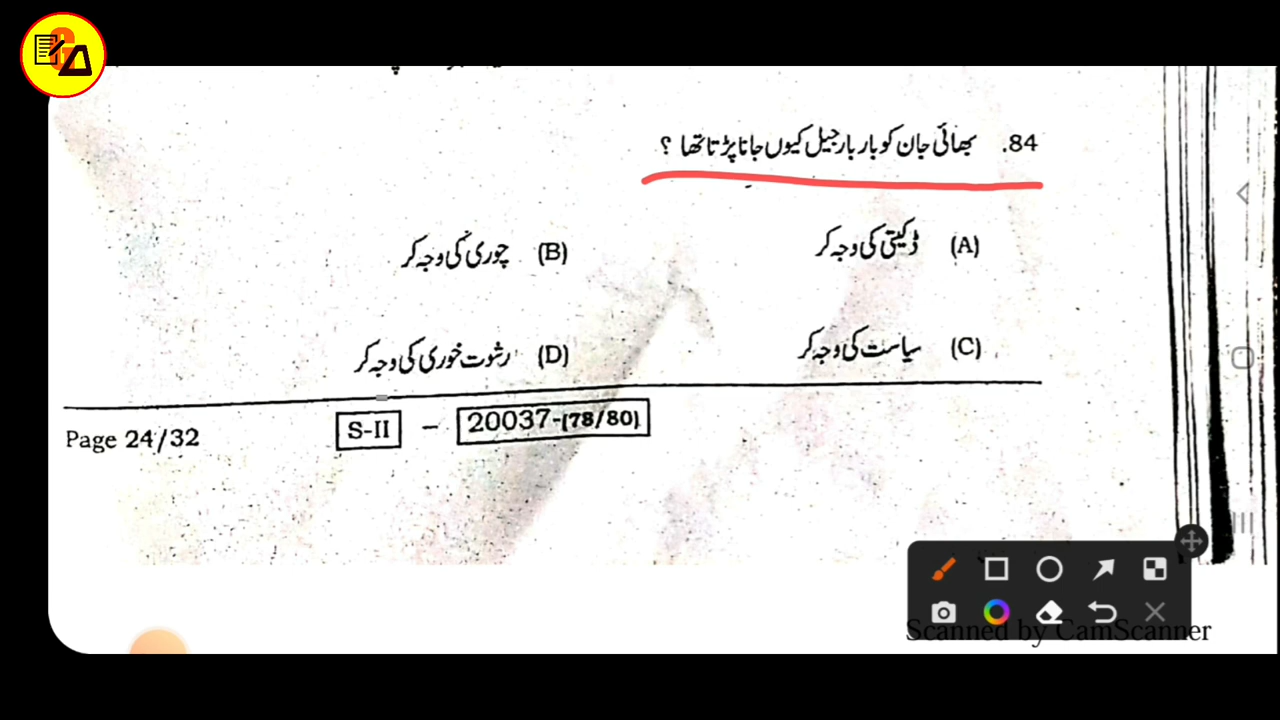 84. بھائی جان کو بار بار جیل کیوں جانا پڑتا تھا ؟
(A) ڈکیتی کی وجہ کر
(B) چوری کی وجہ کر
(C) سیاست کی وجہ کر
(D) رشوت خوری کی وجہ کر
Page 24/32
S-II – 20037-(78/80)
Scanned by CamScanner